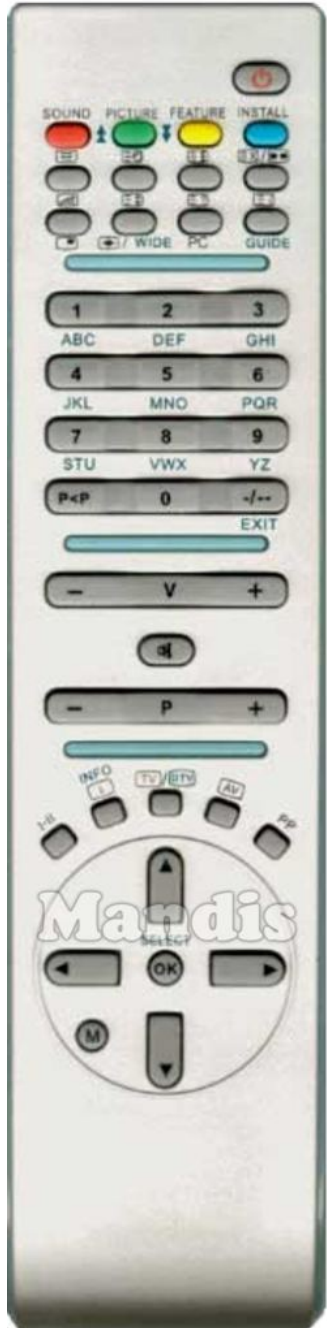 SOUND PICTURE FEATURE INSTALL
WIDE PC GUIDE
1 2 3
ABC DEF GHI
4 5 6
JKL MNO PQR
7 8 9
STU VWX YZ
P<P 0 -/--
EXIT
- V +
- P +
INFO TV/DTV AV
i
I-II PP
Mandis
SELECT
OK
M